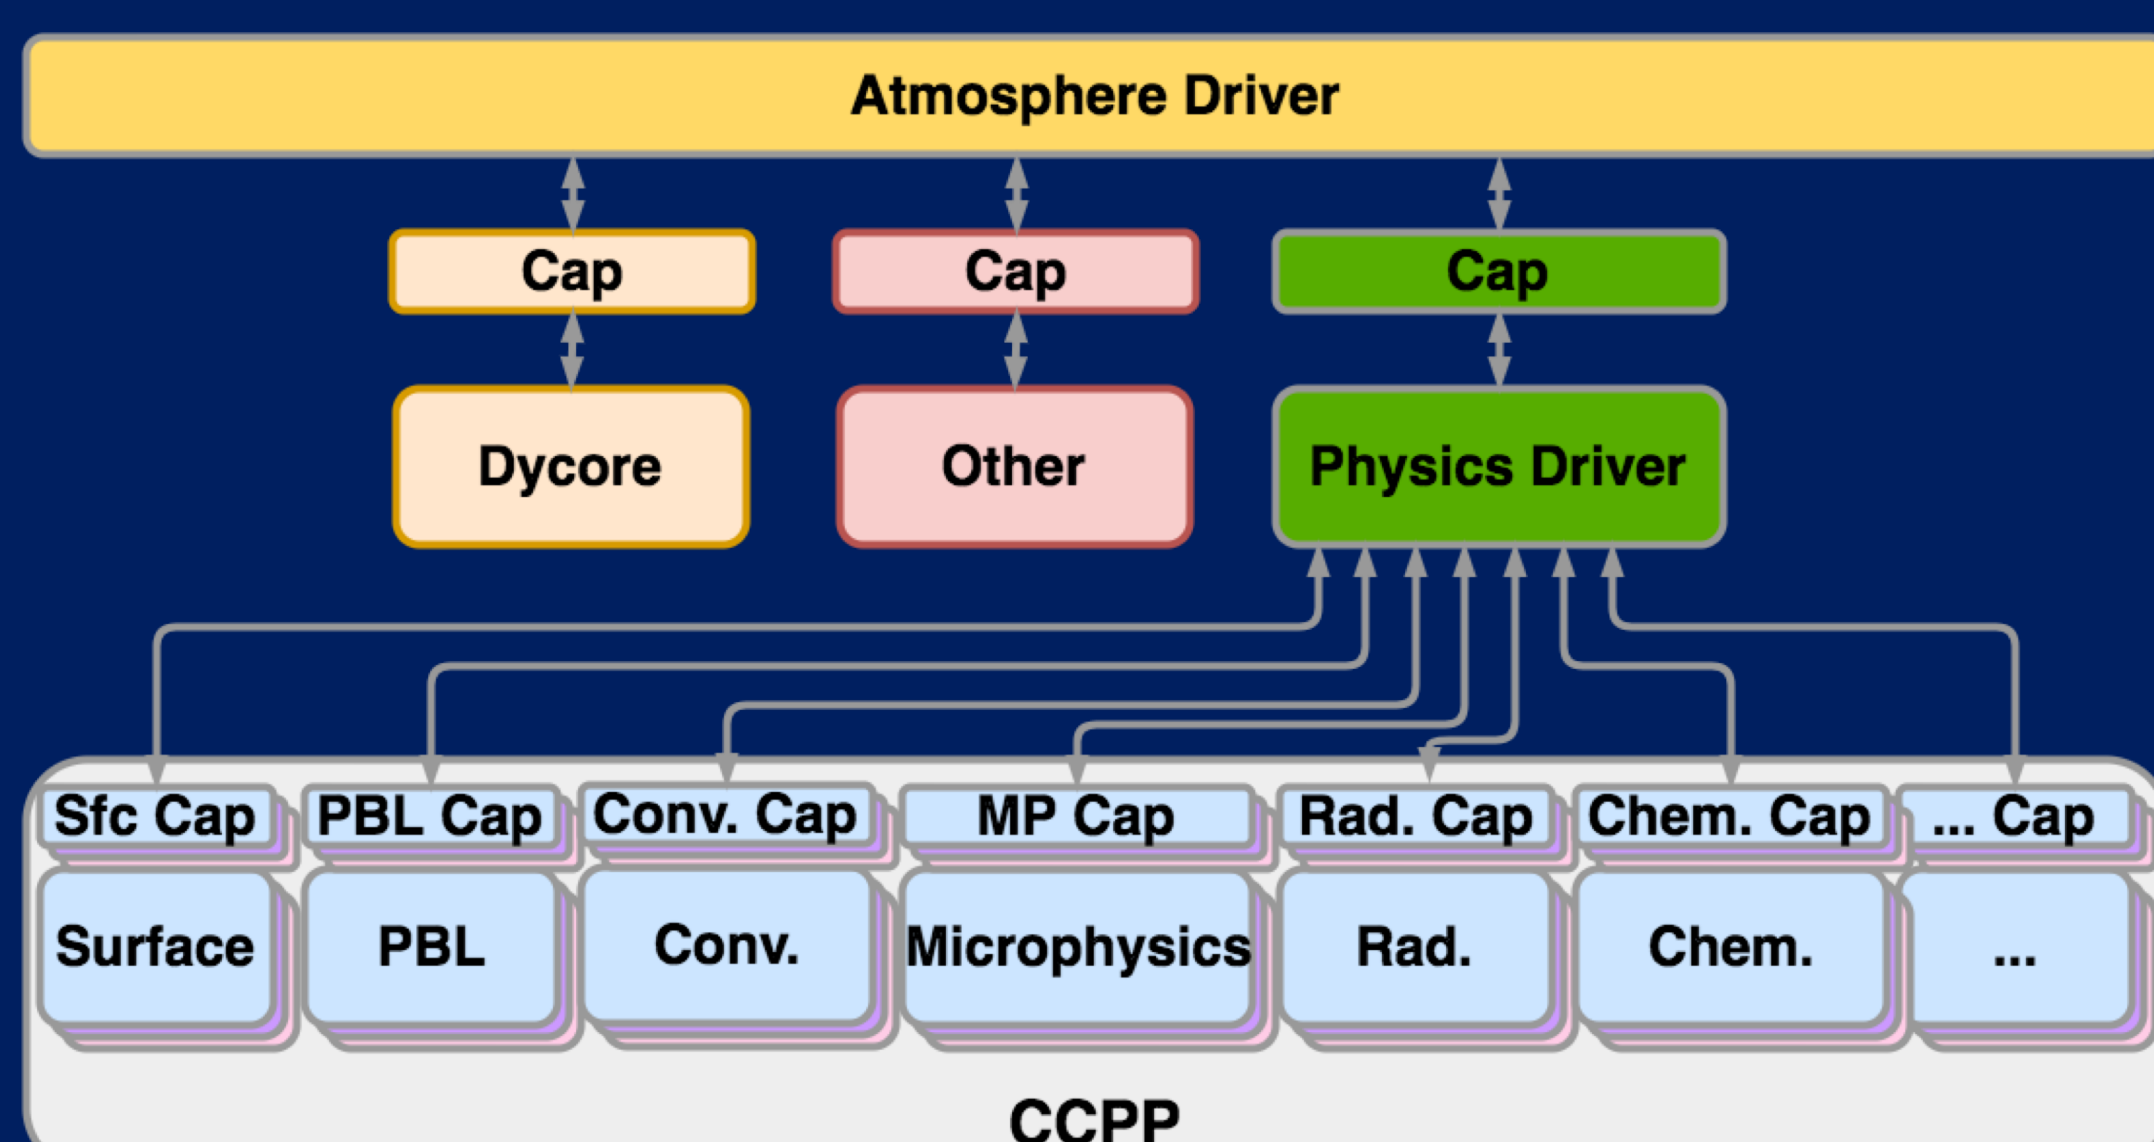 Atmosphere Driver
Cap
Cap
Cap
Dycore
Other
Physics Driver
Sfc Cap
PBL Cap
Conv. Cap
MP Cap
Rad. Cap
Chem. Cap
... Cap
Surface
PBL
Conv.
Microphysics
Rad.
Chem.
...
CCPP